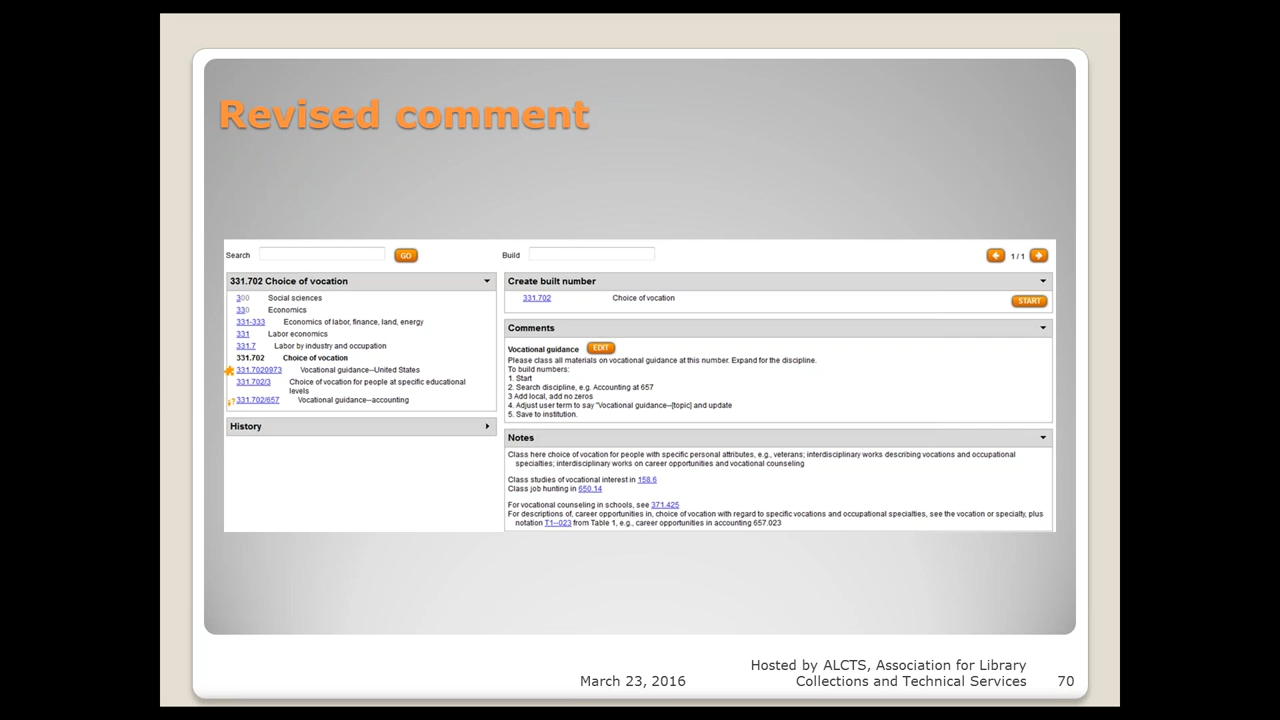 Revised comment
Search
GO
Build
1 / 1
331.702 Choice of vocation
300 Social sciences
330 Economics
331-333 Economics of labor, finance, land, energy
331 Labor economics
331.7 Labor by industry and occupation
331.702 Choice of vocation
331.7020973 Vocational guidance--United States
331.702/3 Choice of vocation for people at specific educational
levels
331.702/657 Vocational guidance--accounting
History
Create built number
331.702 Choice of vocation
START
Comments
Vocational guidance EDIT
Please class all materials on vocational guidance at this number. Expand for the discipline.
To build numbers:
1. Start
2. Search discipline, e.g. Accounting at 657
3 Add local, add no zeros
4. Adjust user term to say "Vocational guidance--[topic] and update
5. Save to institution.
Notes
Class here choice of vocation for people with specific personal attributes, e.g., veterans; interdisciplinary works describing vocations and occupational
specialties; interdisciplinary works on career opportunities and vocational counseling
Class studies of vocational interest in 158.6
Class job hunting in 650.14
For vocational counseling in schools, see 371.425
For descriptions of, career opportunities in, choice of vocation with regard to specific vocations and occupational specialties, see the vocation or specialty, plus
notation T1--023 from Table 1, e.g., career opportunities in accounting 657.023
March 23, 2016
Hosted by ALCTS, Association for Library
Collections and Technical Services
70